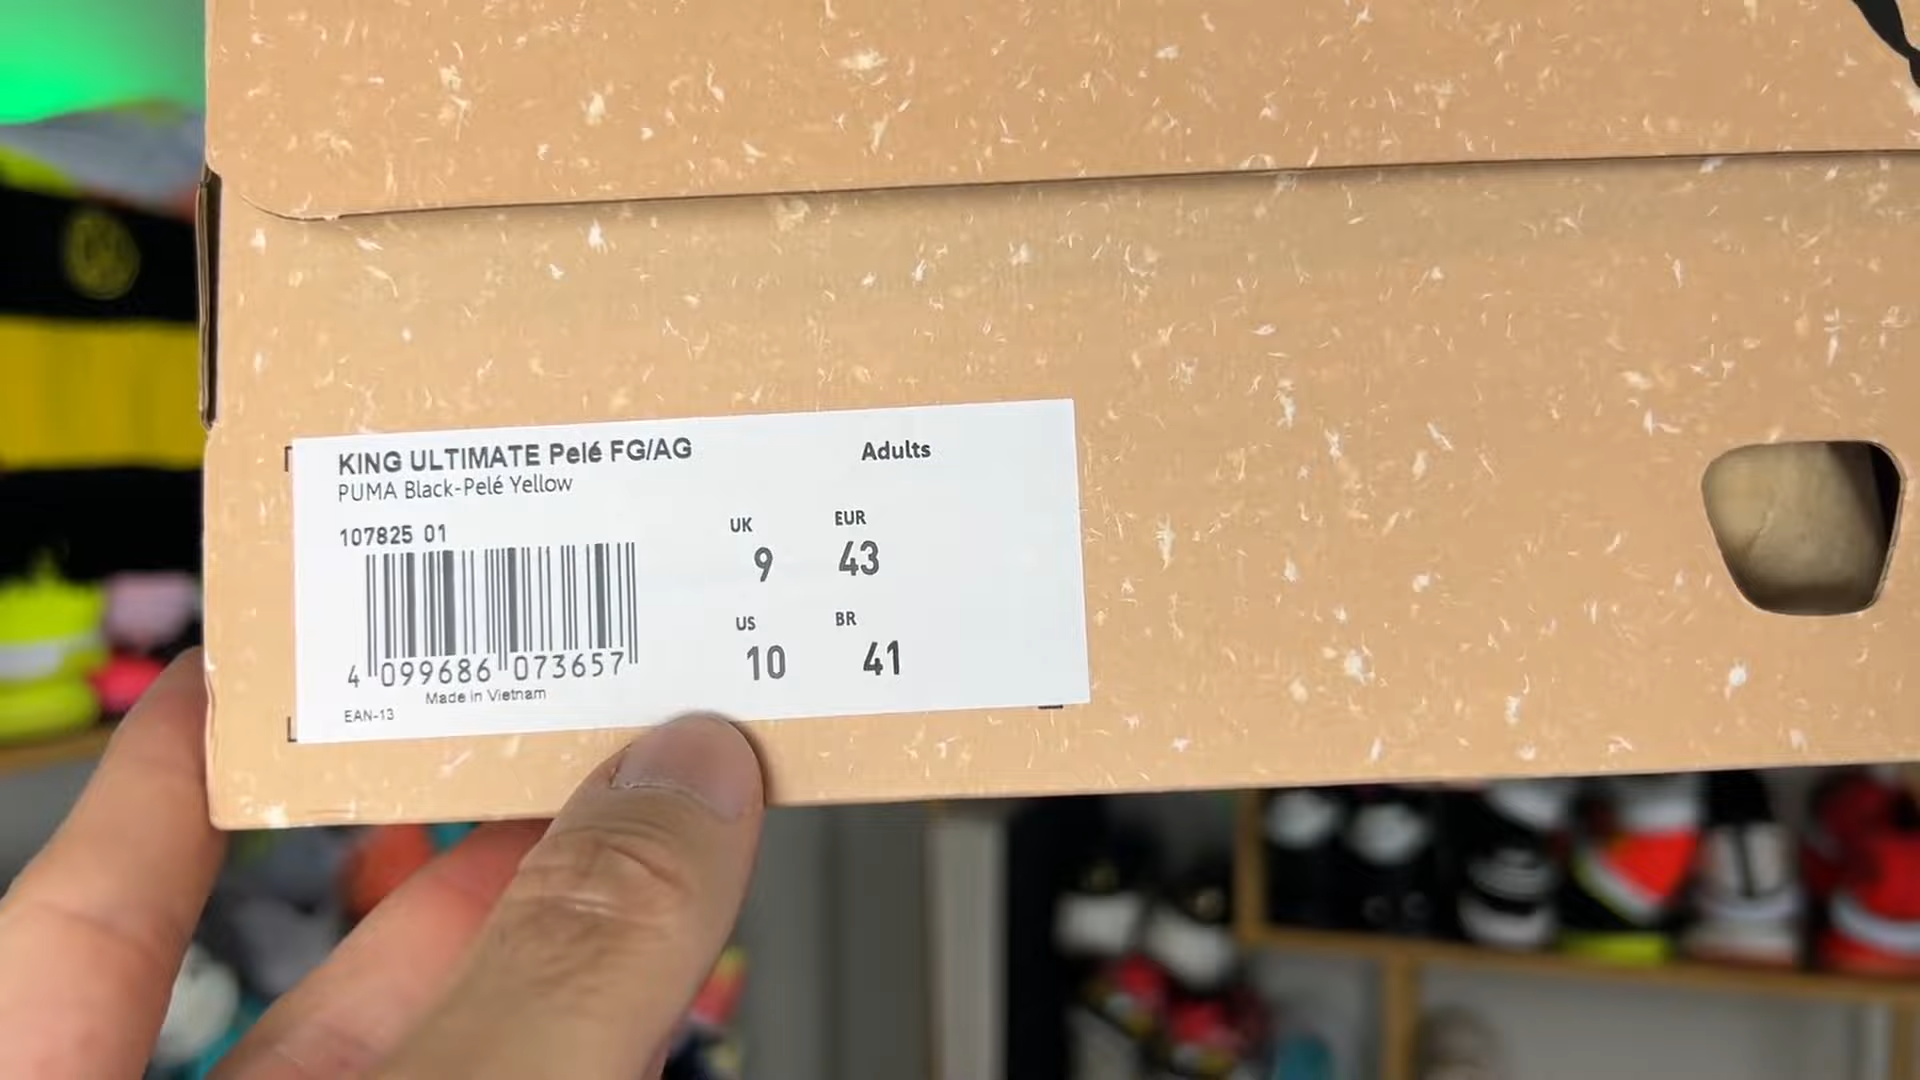 KING ULTIMATE Pelé FG/AG
Adults
PUMA Black-Pelé Yellow
107825 01
UK
EUR
9
43
US
BR
10
41
4 099686 073657
Made in Vietnam
EAN-13